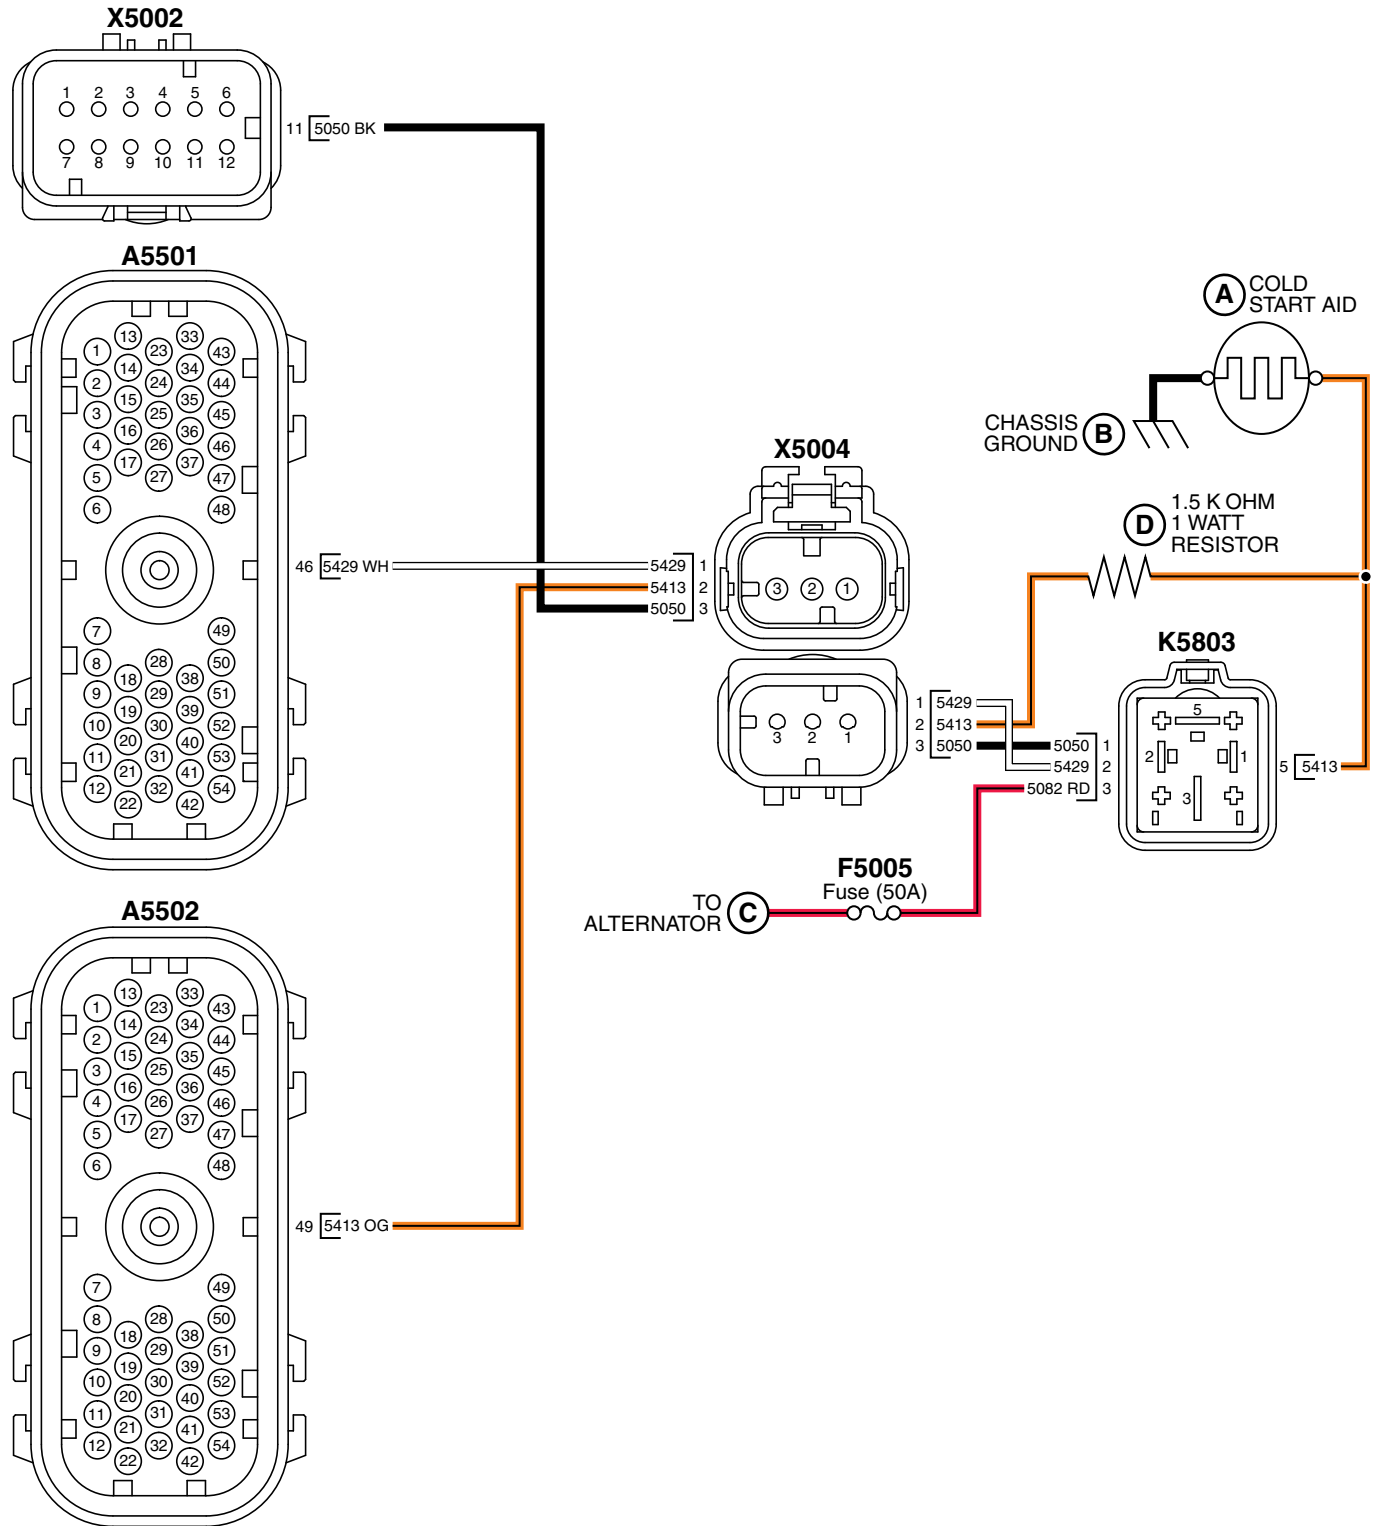 X5002
1 2 3 4 5 6
7 8 9 10 11 12
11 5050 BK
A5501
13 33
1 23 43
14 34
2 24 44
15 35
3 25 45
16 36
4 26 46
17 37
5 27 47
6 48
46 5429 WH
7 49
8 28 50
18 38
9 29 51
19 39
10 30 52
20 40
11 31 53
21 41
12 32 54
22 42
A5502
13 33
1 23 43
14 34
2 24 44
15 35
3 25 45
16 36
4 26 46
17 37
5 27 47
6 48
49 5413 OG
7 49
8 28 50
18 38
9 29 51
19 39
10 30 52
20 40
11 31 53
21 41
12 32 54
22 42
X5004
5429 1
5413 2
5050 3
3 2 1
3 2 1
1 5429
2 5413
3 5050
A COLD
START AID
CHASSIS
GROUND B
D 1.5 K OHM
1 WATT
RESISTOR
K5803
5050 1
5429 2
5082 RD 3
5
2 1
3
5 5413
F5005
Fuse (50A)
TO
ALTERNATOR C